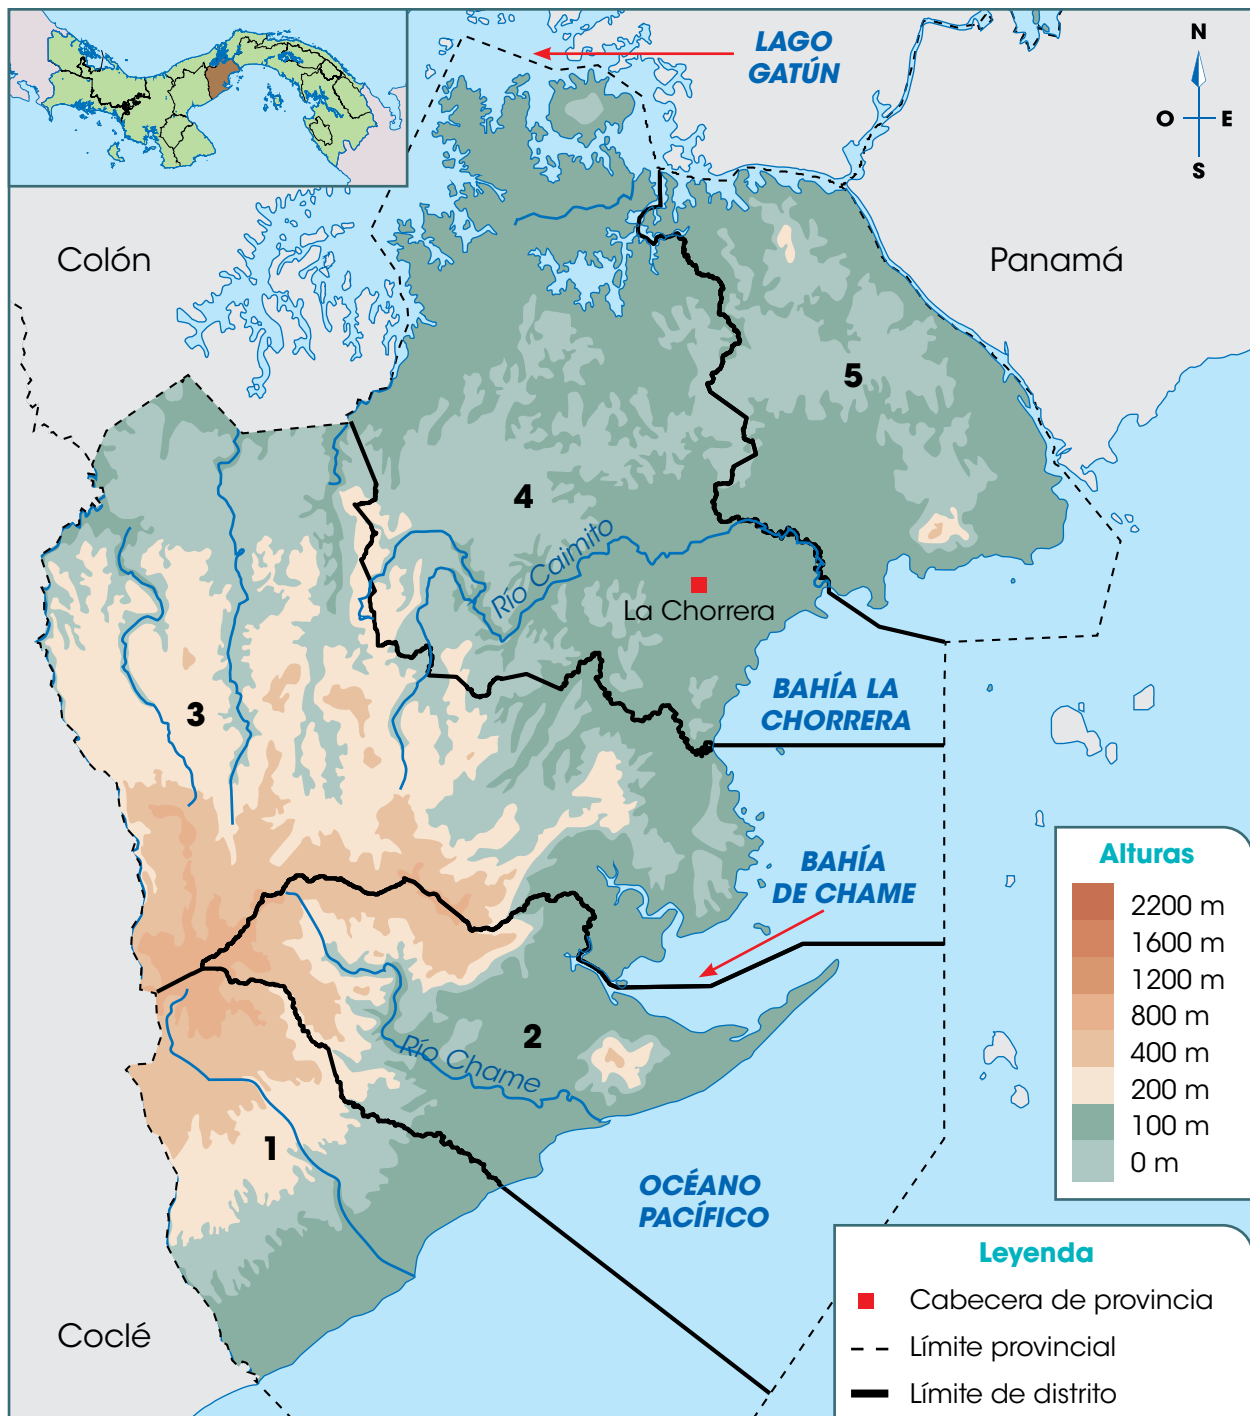 LAGO
GATÚN
N
O
E
S
Colón
Panamá
5
4
Río Caimito
La Chorrera
3
BAHÍA LA
CHORRERA
BAHÍA
DE CHAME
Alturas
2200 m
1600 m
1200 m
800 m
400 m
200 m
100 m
0 m
2
Río Chame
1
OCÉANO
PACÍFICO
Coclé
Leyenda
Cabecera de provincia
Límite provincial
Límite de distrito